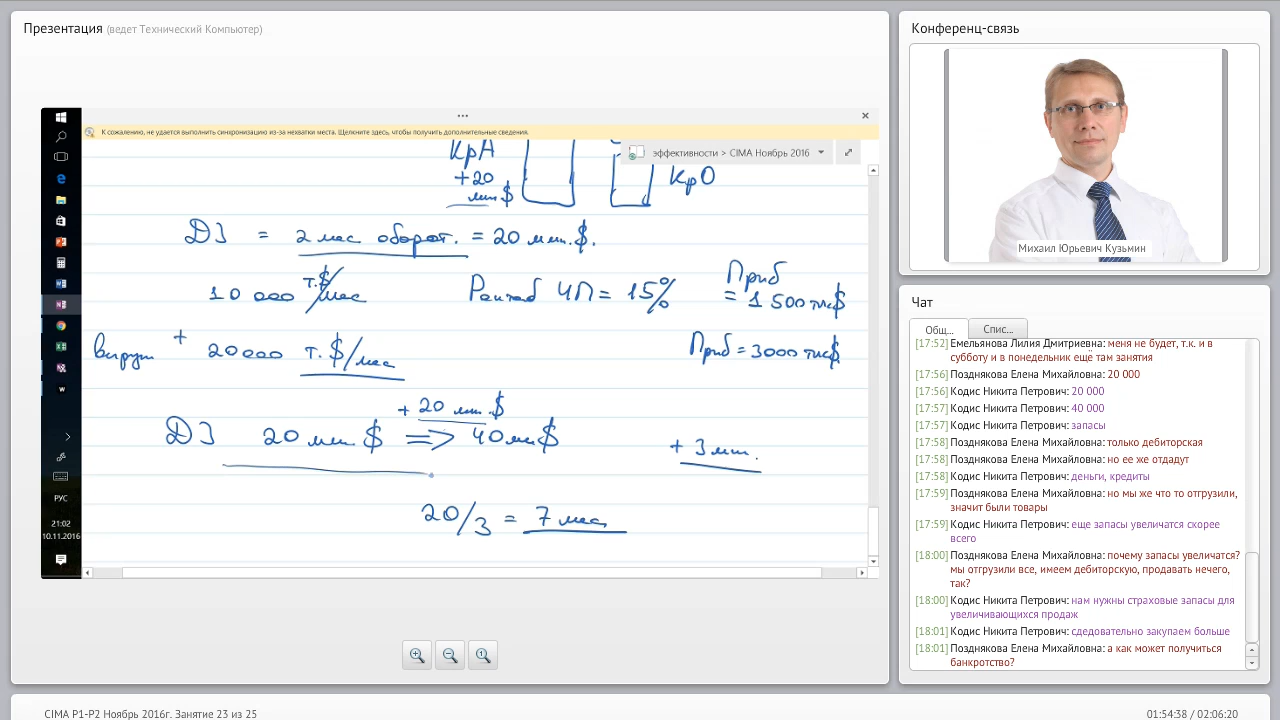 Презентация (ведет Технический Компьютер)
К сожалению, не удается выполнить синхронизацию из-за нехватки места. Щелкните здесь, чтобы получить дополнительные сведения.
эффективности > CIMA Ноябрь 2016
КрА
+20
млн $
КрО
ДЗ = 2 мес оборот. = 20 млн.$.
10 000 т.$/мес
Рентаб ЧП = 15%
Приб
= 1 500 тыс$
выруч + 20000 т.$/мес
Приб = 3000 тыс$
+ 20 млн.$
ДЗ 20 млн $ => 40 млн$
+ 3 млн.
20/3 = 7 мес
РУС
21:02
10.11.2016
Конференц-связь
Михаил Юрьевич Кузьмин
Чат
Общ...
Спис...
[17:52] Емельянова Лилия Дмитриевна: меня не будет, т.к. и в
субботу и в понедельник ещё там занятия
[17:56] Позднякова Елена Михайловна: 20 000
[17:56] Кодис Никита Петрович: 20 000
[17:57] Кодис Никита Петрович: 40 000
[17:57] Кодис Никита Петрович: запасы
[17:58] Позднякова Елена Михайловна: только дебиторская
[17:58] Позднякова Елена Михайловна: но ее же отдадут
[17:58] Кодис Никита Петрович: деньги, кредиты
[17:59] Позднякова Елена Михайловна: но мы же что то отгрузили,
значит были товары
[17:59] Кодис Никита Петрович: еще запасы увеличатся скорее
всего
[18:00] Позднякова Елена Михайловна: почему запасы увеличатся?
мы отгрузили все, имеем дебиторскую, продавать нечего,
так?
[18:00] Кодис Никита Петрович: нам нужны страховые запасы для
увеличивающихся продаж
[18:01] Кодис Никита Петрович: сдедовательно закупаем больше
[18:01] Позднякова Елена Михайловна: а как может получиться
банкротство?
CIMA P1-P2 Ноябрь 2016г. Занятие 23 из 25
01:54:38 / 02:06:20